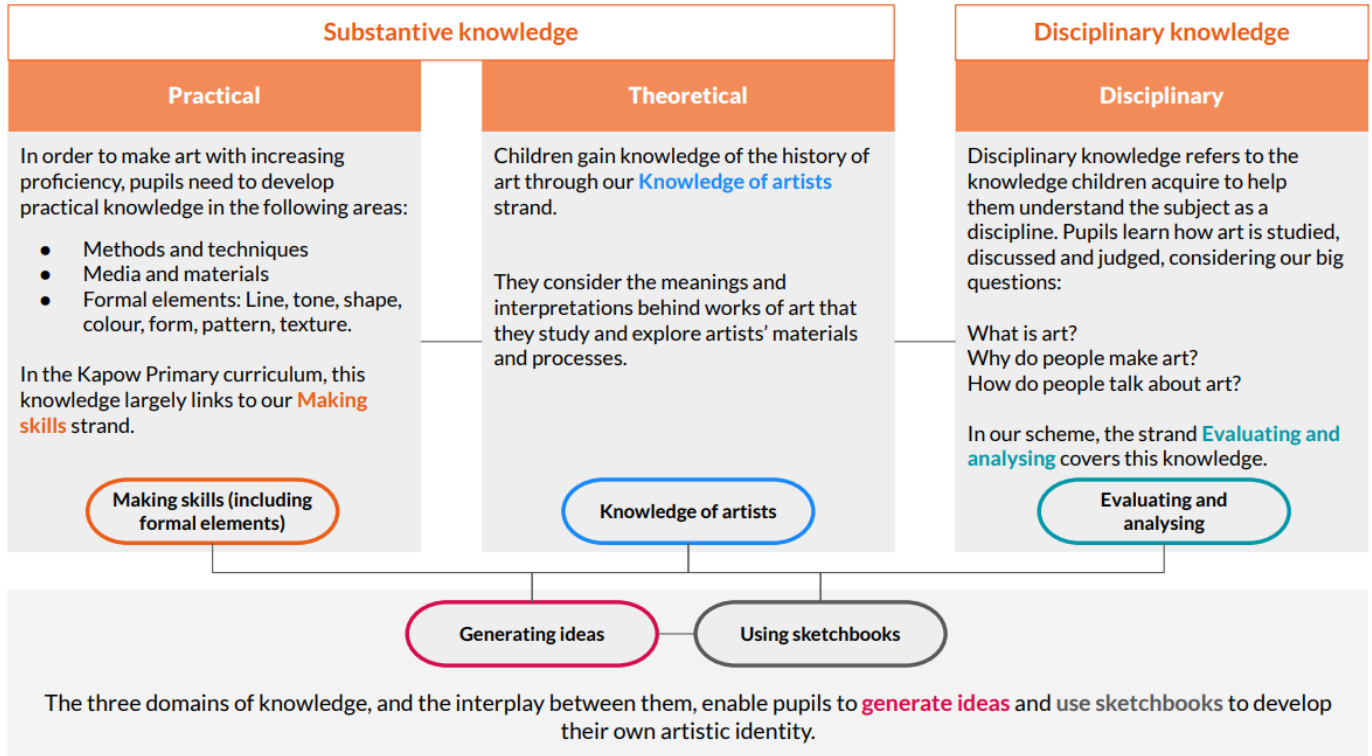 Substantive knowledge
Disciplinary knowledge
Practical
In order to make art with increasing
proficiency, pupils need to develop
practical knowledge in the following areas:
● Methods and techniques
● Media and materials
● Formal elements: Line, tone, shape,
colour, form, pattern, texture.
In the Kapow Primary curriculum, this
knowledge largely links to our Making
skills strand.
Making skills (including
formal elements)
Theoretical
Children gain knowledge of the history of
art through our Knowledge of artists
strand.
They consider the meanings and
interpretations behind works of art that
they study and explore artists’ materials
and processes.
Knowledge of artists
Disciplinary
Disciplinary knowledge refers to the
knowledge children acquire to help
them understand the subject as a
discipline. Pupils learn how art is studied,
discussed and judged, considering our big
questions:
What is art?
Why do people make art?
How do people talk about art?
In our scheme, the strand Evaluating and
analysing covers this knowledge.
Evaluating and
analysing
Generating ideas
Using sketchbooks
The three domains of knowledge, and the interplay between them, enable pupils to generate ideas and use sketchbooks to develop
their own artistic identity.